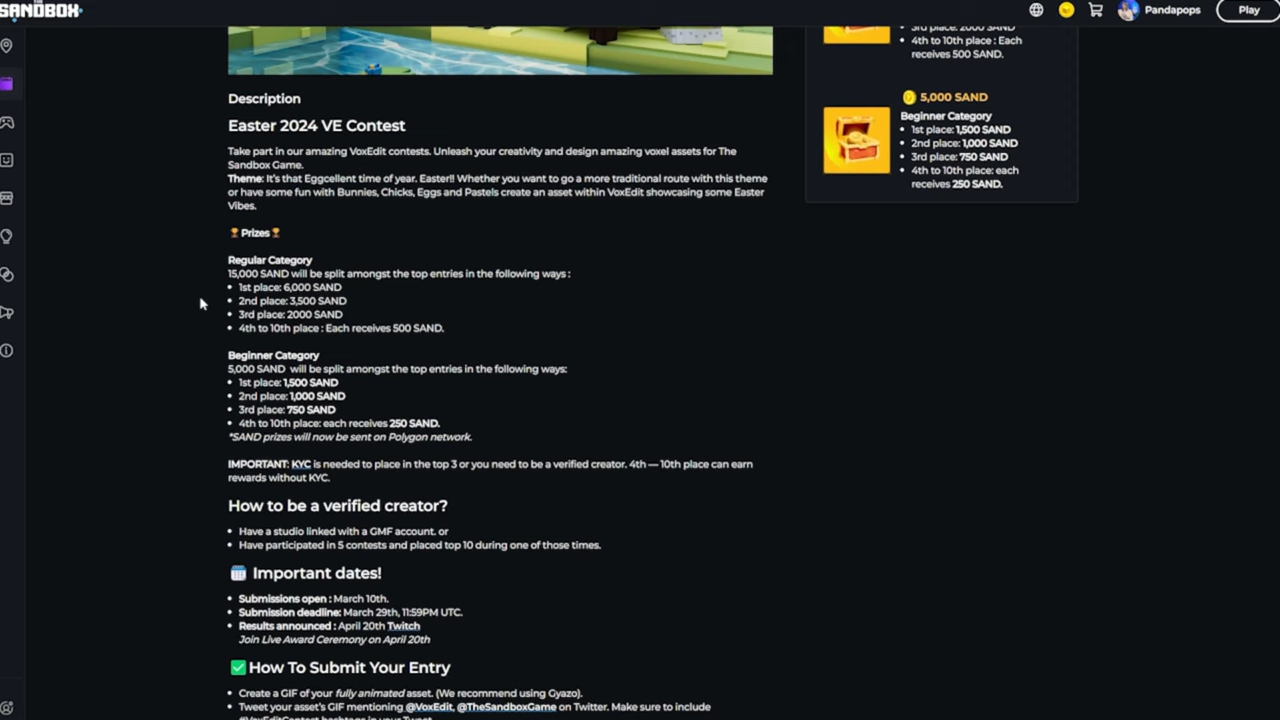 THE
SANDBOX
Pandapops
Play
Description
Easter 2024 VE Contest
Take part in our amazing VoxEdit contests. Unleash your creativity and design amazing voxel assets for The
Sandbox Game.
Theme: It's that Eggcellent time of year. Easter!! Whether you want to go a more traditional route with this theme
or have some fun with Bunnies, Chicks, Eggs and Pastels create an asset within VoxEdit showcasing some Easter
Vibes.
🏆Prizes🏆
Regular Category
15,000 SAND will be split amongst the top entries in the following ways :
• 1st place: 6,000 SAND
• 2nd place: 3,500 SAND
• 3rd place: 2000 SAND
• 4th to 10th place : Each receives 500 SAND.
Beginner Category
5,000 SAND will be split amongst the top entries in the following ways:
• 1st place: 1,500 SAND
• 2nd place: 1,000 SAND
• 3rd place: 750 SAND
• 4th to 10th place: each receives 250 SAND.
*SAND prizes will now be sent on Polygon network.
IMPORTANT: KYC is needed to place in the top 3 or you need to be a verified creator. 4th — 10th place can earn
rewards without KYC.
How to be a verified creator?
• Have a studio linked with a GMF account. or
• Have participated in 5 contests and placed top 10 during one of those times.
Important dates!
• Submissions open : March 10th.
• Submission deadline: March 29th, 11:59PM UTC.
• Results announced : April 20th Twitch
Join Live Award Ceremony on April 20th
✅How To Submit Your Entry
• Create a GIF of your fully animated asset. (We recommend using Gyazo).
• Tweet your asset's GIF mentioning @VoxEdit, @TheSandboxGame on Twitter. Make sure to include
#VoxEditContest hashtags in your Tweet
3rd place: 2000 SAND
• 4th to 10th place : Each
receives 500 SAND.
5,000 SAND
Beginner Category
• 1st place: 1,500 SAND
• 2nd place: 1,000 SAND
• 3rd place: 750 SAND
• 4th to 10th place: each
receives 250 SAND.